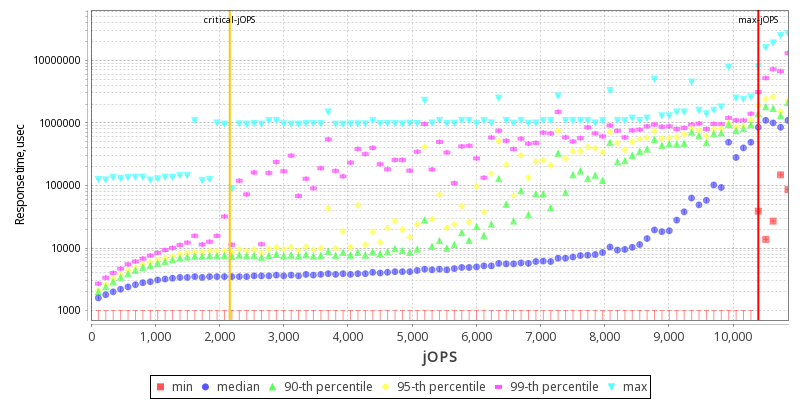 critical-jOPS
max-jOPS
Response time, usec
10000000
1000000
100000
10000
1000
0
1,000
2,000
3,000
4,000
5,000
6,000
7,000
8,000
9,000
10,000
jOPS
min
median
90-th percentile
95-th percentile
99-th percentile
max